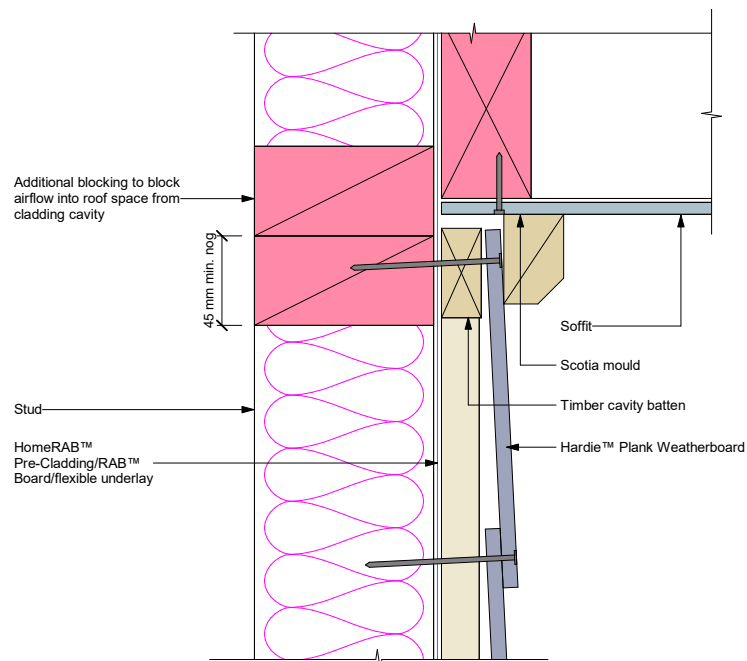 Additional blocking to block
airflow into roof space from
cladding cavity
45 mm min. nog
Soffit
Scotia mould
Timber cavity batten
Stud
HomeRAB™
Pre-Cladding/RAB™
Board/flexible underlay
Hardie™ Plank Weatherboard